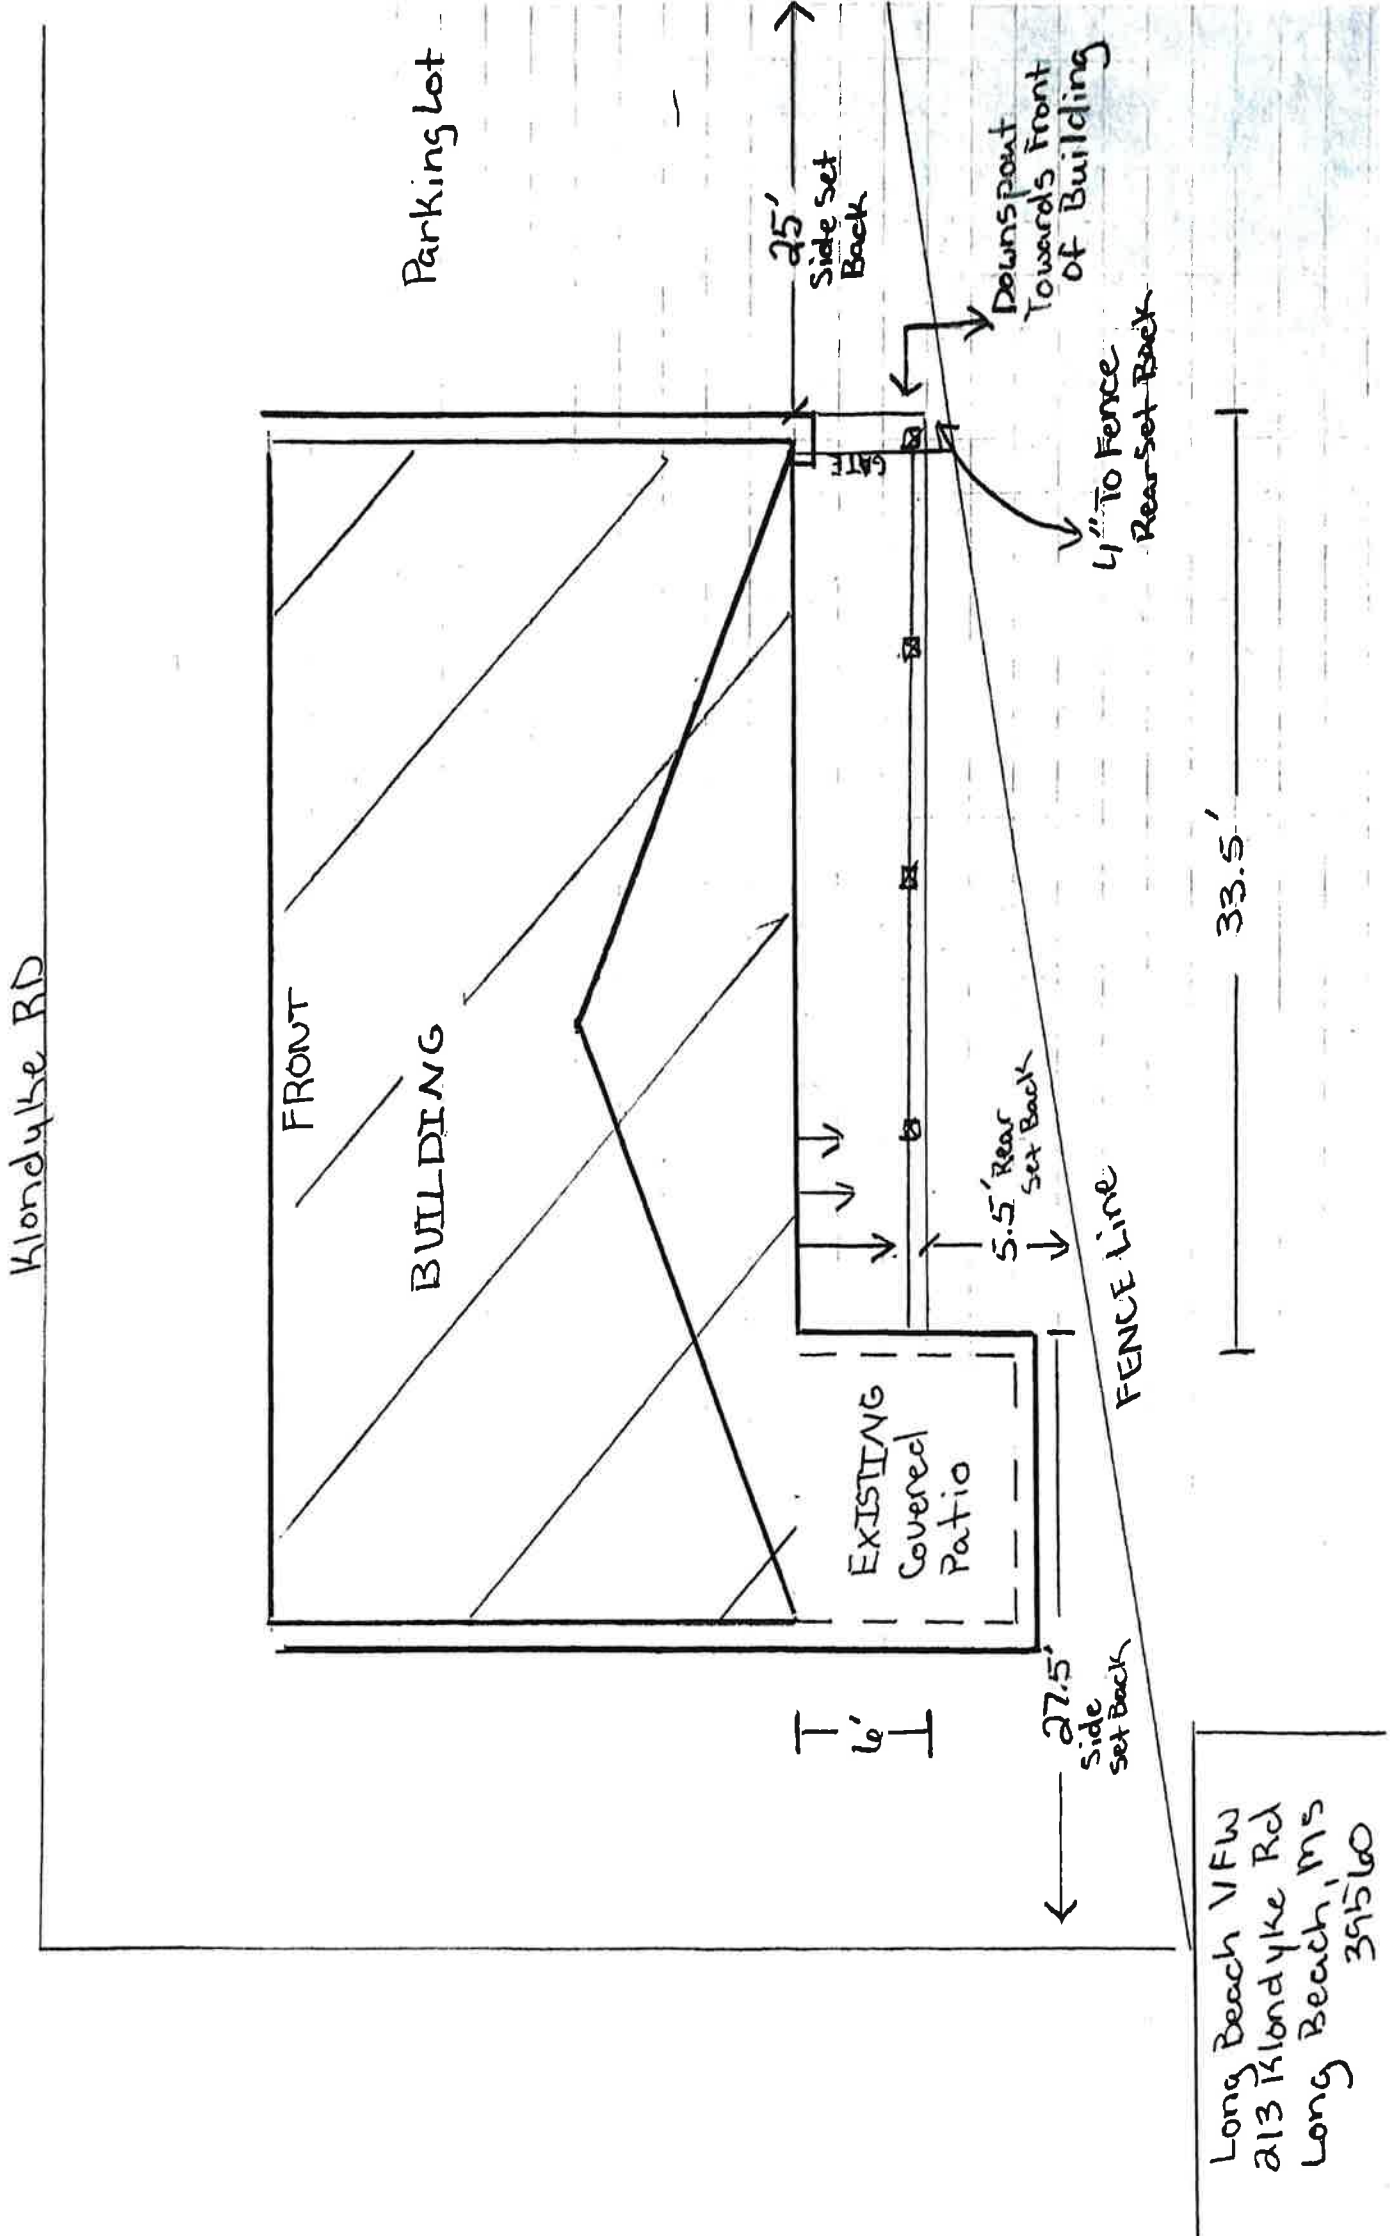 Klondyke RD
Parking Lot
FRONT
BUILDING
25'
Side Set
Back
GATE
Downspout
Towards Front
Of Building
4" To Fence
Rear Set Back
EXISTING
Covered
Patio
5.5' Rear
Set Back
6'
27.5'
Side
Set Back
FENCE Line
33.5'
Long Beach VFW
213 Klondyke Rd
Long Beach, MS
39560